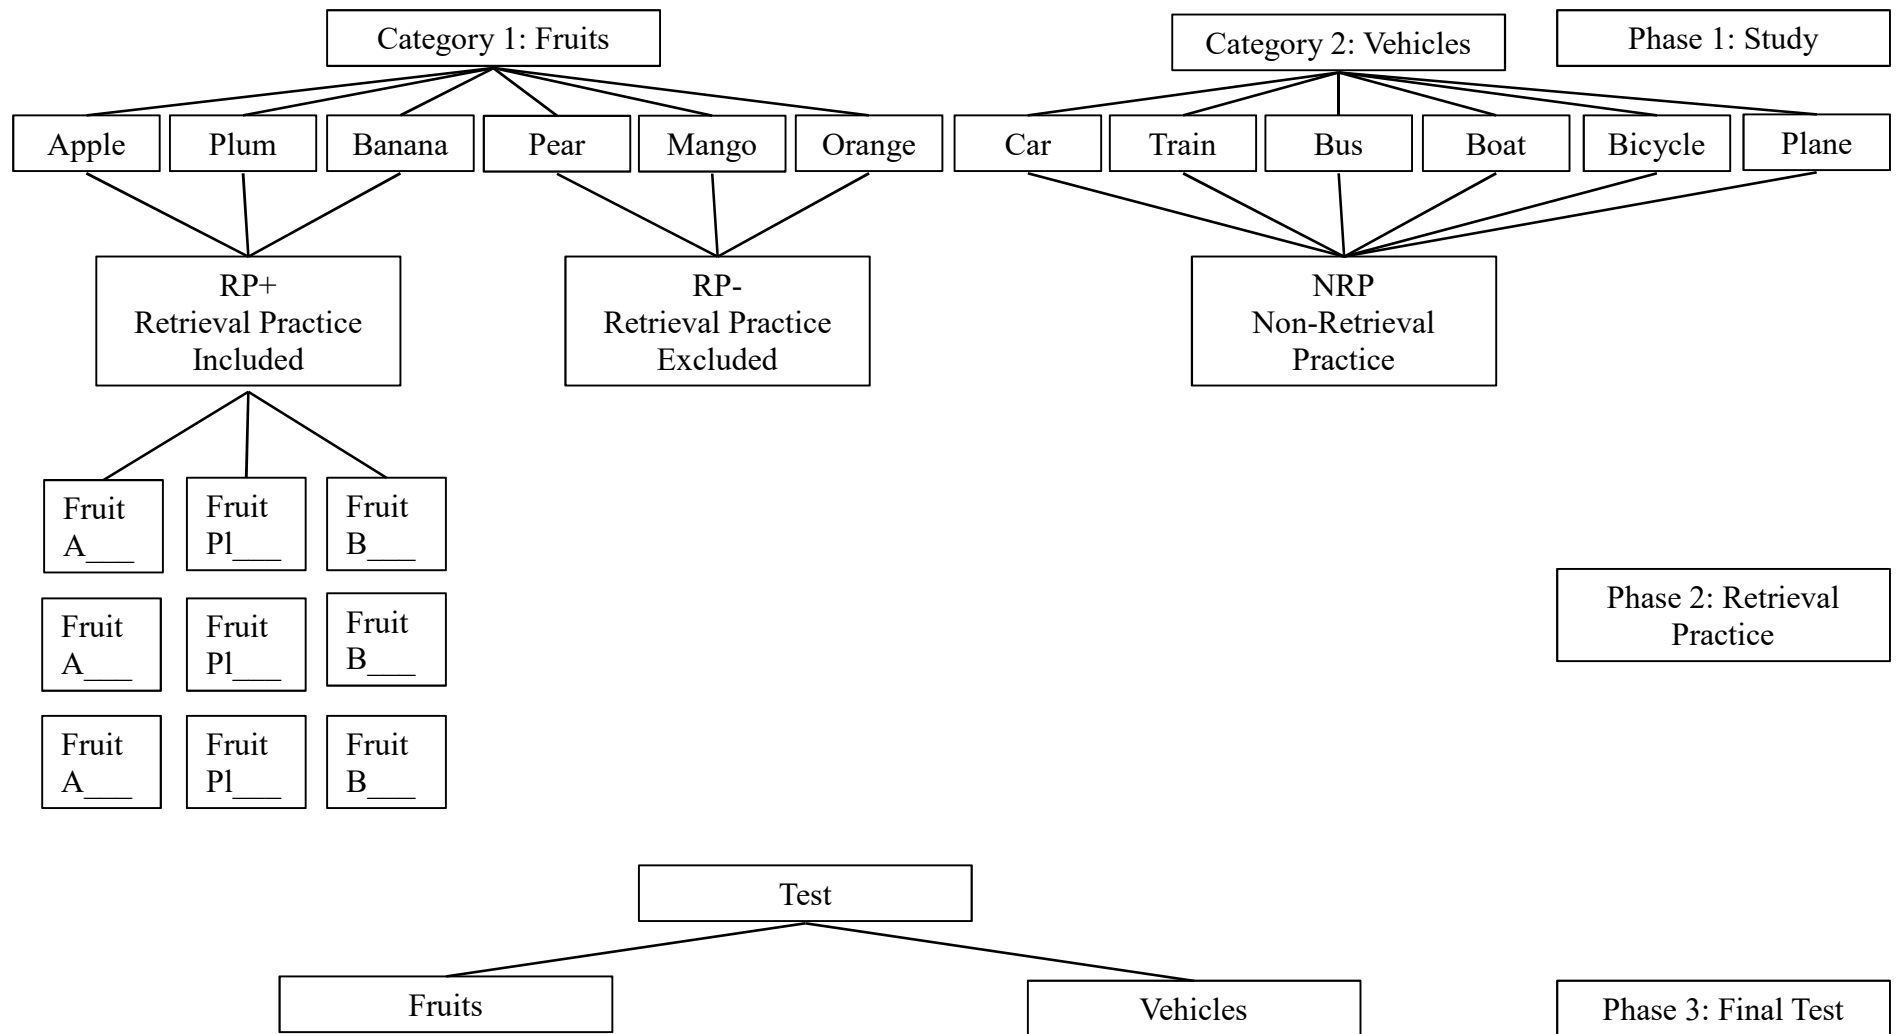 Category 1: Fruits
Category 2: Vehicles
Phase 1: Study
Apple
Plum
Banana
Pear
Mango
Orange
Car
Train
Bus
Boat
Bicycle
Plane
RP+
Retrieval Practice
Included
RP-
Retrieval Practice
Excluded
NRP
Non-Retrieval
Practice
Fruit
A___
Fruit
Pl___
Fruit
B___
Phase 2: Retrieval
Practice
Fruit
A___
Fruit
Pl___
Fruit
B___
Fruit
A___
Fruit
Pl___
Fruit
B___
Test
Fruits
Vehicles
Phase 3: Final Test